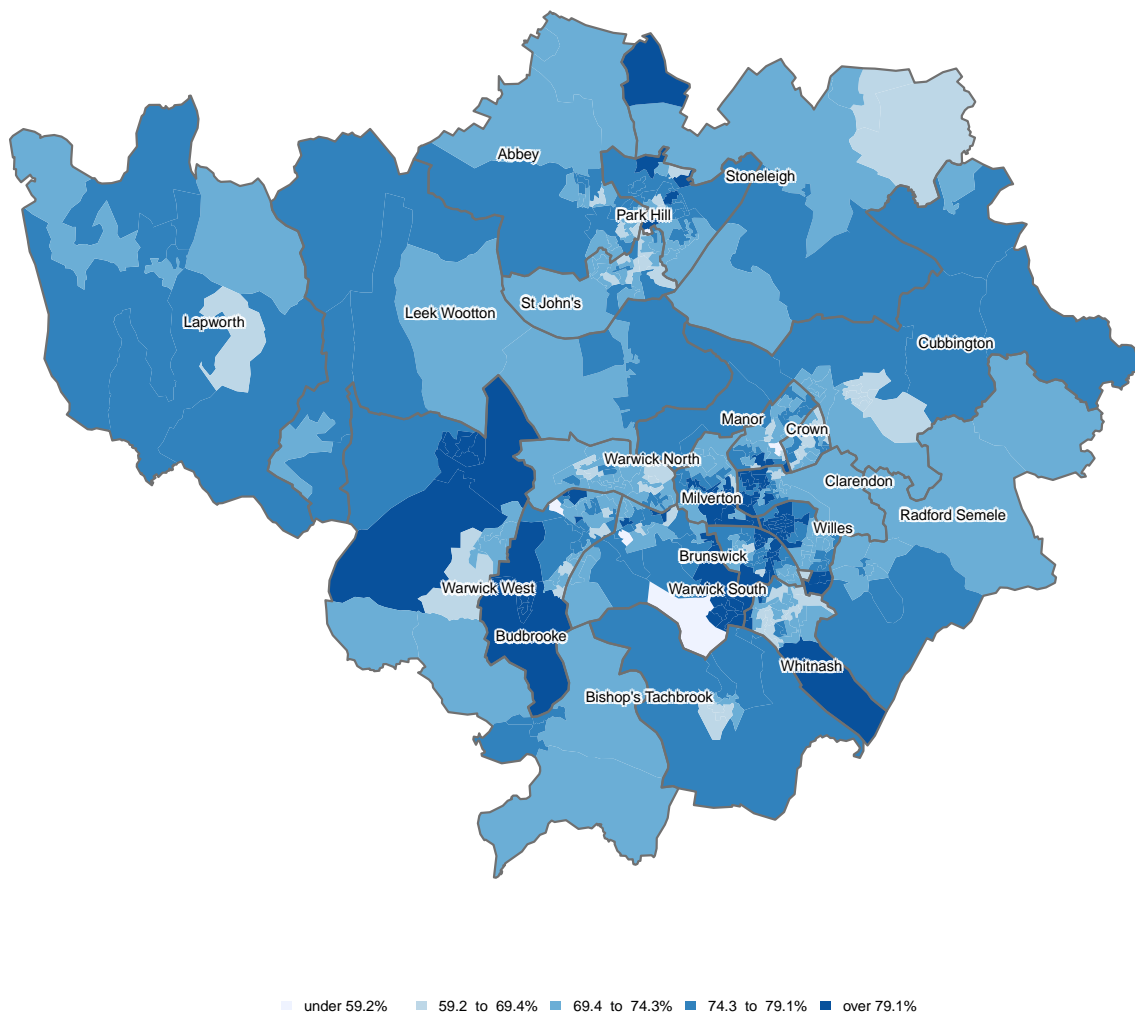 Abbey
Stoneleigh
Park Hill
St John's
Leek Wootton
Lapworth
Cubbington
Manor
Crown
Warwick North
Clarendon
Milverton
Radford Semele
Willes
Brunswick
Warwick West
Warwick South
Budbrooke
Whitnash
Bishop's Tachbrook
under 59.2% 59.2 to 69.4% 69.4 to 74.3% 74.3 to 79.1% over 79.1%